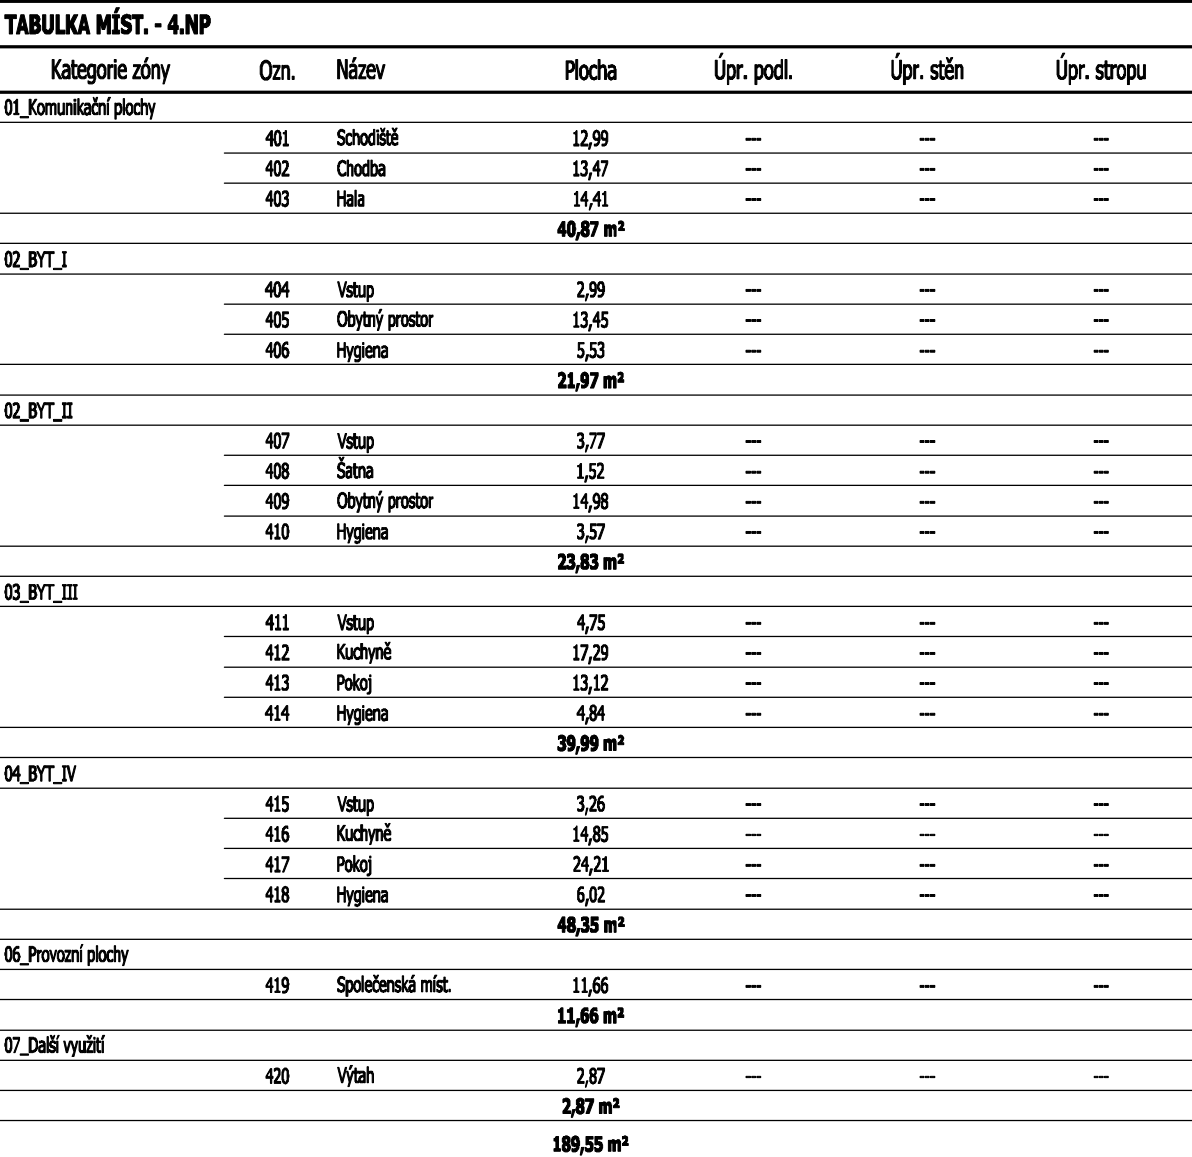 TABULKA MÍST. - 4.NP
Kategorie zóny Ozn. Název Plocha Úpr. podl. Úpr. stěn Úpr. stropu
01_Komunikační plochy
401 Schodiště 12,99 --- --- ---
402 Chodba 13,47 --- --- ---
403 Hala 14,41 --- --- ---
40,87 m²
02_BYT_I
404 Vstup 2,99 --- --- ---
405 Obytný prostor 13,45 --- --- ---
406 Hygiena 5,53 --- --- ---
21,97 m²
02_BYT_II
407 Vstup 3,77 --- --- ---
408 Šatna 1,52 --- --- ---
409 Obytný prostor 14,98 --- --- ---
410 Hygiena 3,57 --- --- ---
23,83 m²
03_BYT_III
411 Vstup 4,75 --- --- ---
412 Kuchyně 17,29 --- --- ---
413 Pokoj 13,12 --- --- ---
414 Hygiena 4,84 --- --- ---
39,99 m²
04_BYT_IV
415 Vstup 3,26 --- --- ---
416 Kuchyně 14,85 --- --- ---
417 Pokoj 24,21 --- --- ---
418 Hygiena 6,02 --- --- ---
48,35 m²
06_Provozní plochy
419 Společenská míst. 11,66 --- --- ---
11,66 m²
07_Další využití
420 Výtah 2,87 --- --- ---
2,87 m²
189,55 m²